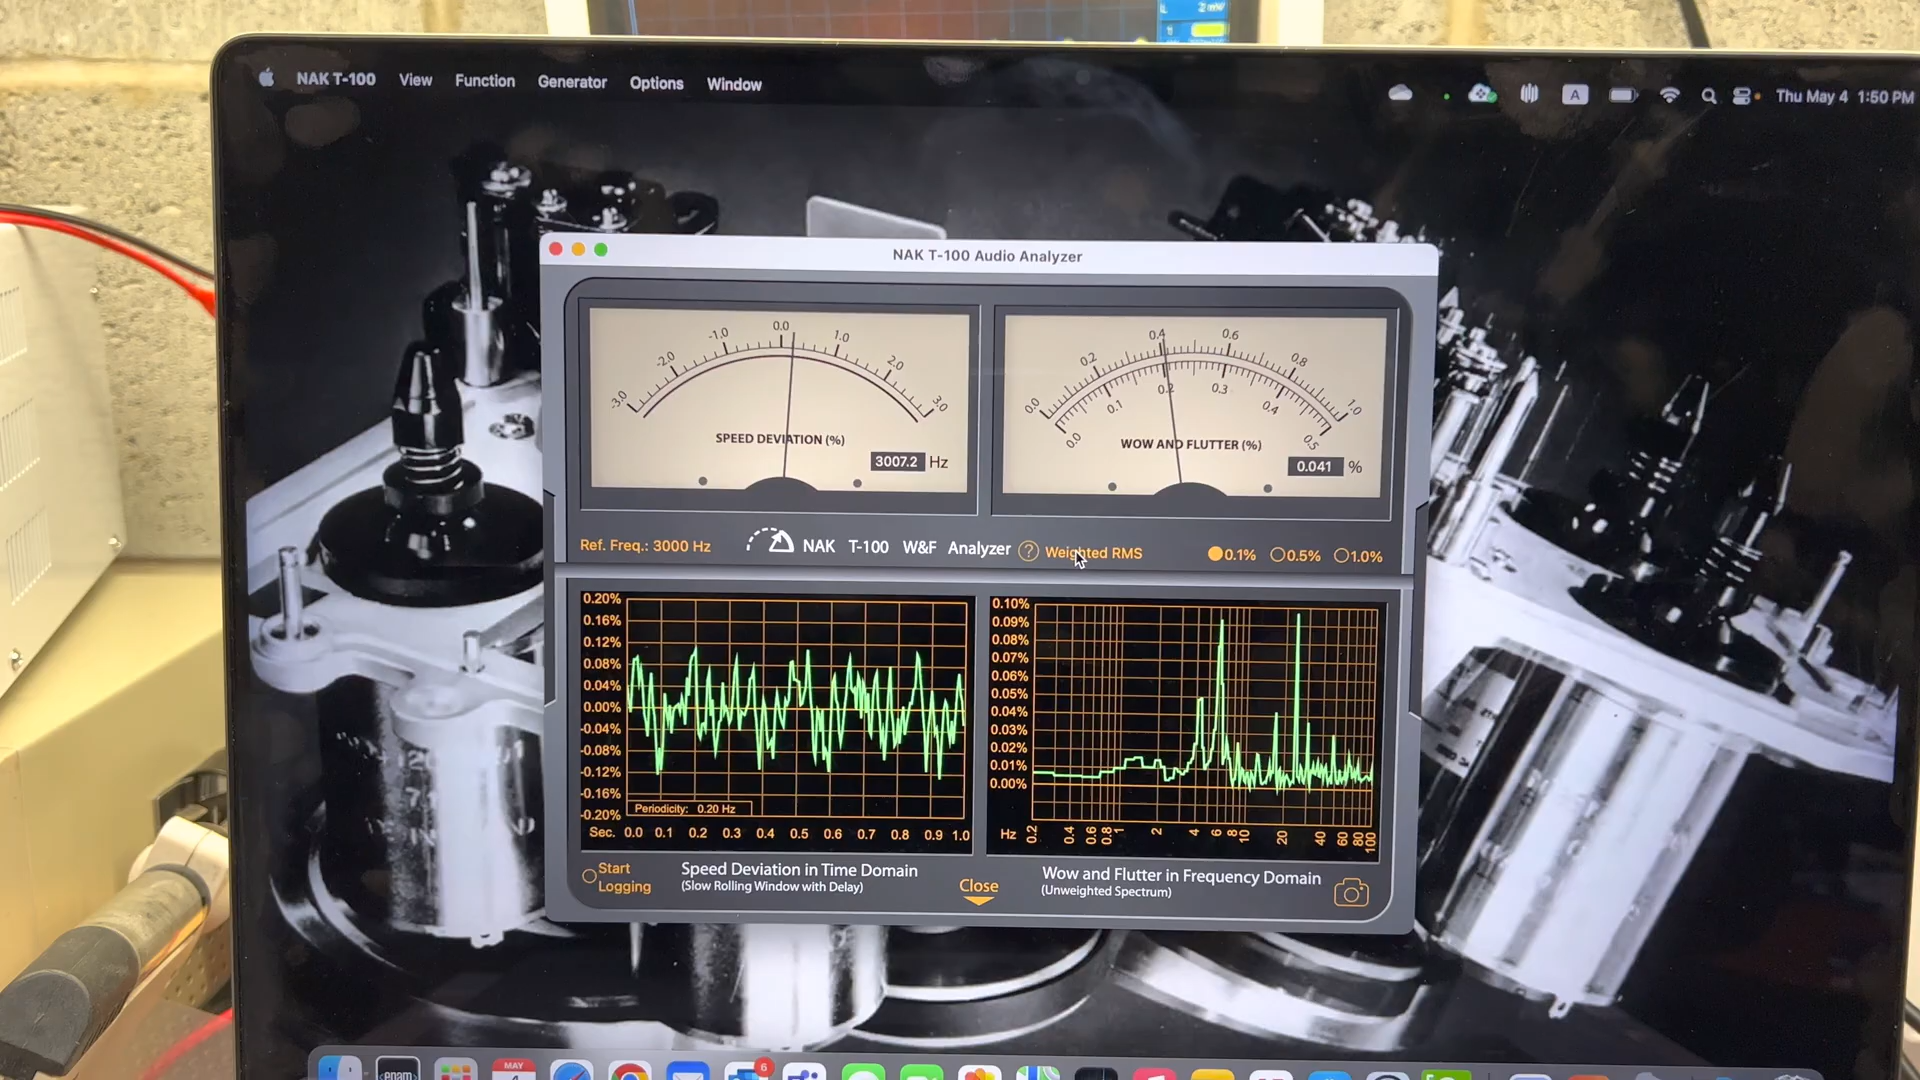 2 mV
NAK T-100 View Function Generator Options Window
A Thu May 4 1:50 PM
NAK T-100 Audio Analyzer
-3.0 -2.0 -1.0 0.0 1.0 2.0 3.0
SPEED DEVIATION (%)
3007.2 Hz
0.0 0.2 0.4 0.6 0.8 1.0
0.0 0.1 0.2 0.3 0.4 0.5
WOW AND FLUTTER (%)
0.041 %
Ref. Freq.: 3000 Hz
NAK T-100 W&F Analyzer
? Weighted RMS
0.1% 0.5% 1.0%
0.20%
0.16%
0.12%
0.08%
0.04%
0.00%
-0.04%
-0.08%
-0.12%
-0.16%
-0.20%
Periodicity: 0.20 Hz
Sec. 0.0 0.1 0.2 0.3 0.4 0.5 0.6 0.7 0.8 0.9 1.0
0.10%
0.09%
0.08%
0.07%
0.06%
0.05%
0.04%
0.03%
0.02%
0.01%
0.00%
Hz 0.2 0.4 0.6 0.8 1 2 4 6 8 10 20 40 60 80 100
Start
Logging
Speed Deviation in Time Domain
(Slow Rolling Window with Delay)
Close
Wow and Flutter in Frequency Domain
(Unweighted Spectrum)
MAY
6